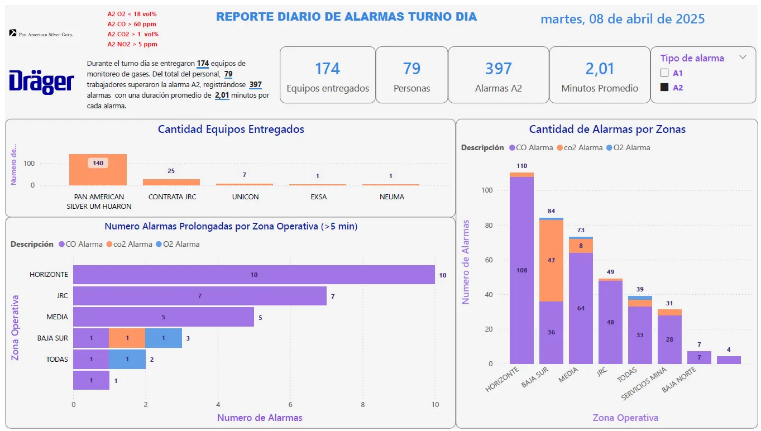 A2 O2 < 18 vol%
A2 CO > 60 ppm
A2 CO2 > 1 vol%
A2 NO2 > 5 ppm
REPORTE DIARIO DE ALARMAS TURNO DIA
martes, 08 de abril de 2025
Pan American Silver Corp.
Dräger
Durante el turno día se entregaron 174 equipos de
monitoreo de gases. Del total del personal, 79
trabajadores superaron la alarma A2, registrándose 397
alarmas con una duración promedio de 2,01 minutos por
cada alarma.
174
Equipos entregados
79
Personas
397
Alarmas A2
2,01
Minutos Promedio
Tipo de alarma
A1
A2
Cantidad Equipos Entregados
Numero de...
100
0
148
25
7
1
1
PAN AMERICAN
SILVER UM HUARON
CONTRATA JRC
UNICON
EXSA
NEUMA
Numero Alarmas Prolongadas por Zona Operativa (>5 min)
Descripción CO Alarma co2 Alarma O2 Alarma
Zona Operativa
HORIZONTE 10 10
JRC 7 7
MEDIA 5 5
BAJA SUR 1 1 1 3
TODAS 1 1 2
1 1
0 2 4 6 8 10
Numero de Alarmas
Cantidad de Alarmas por Zonas
Descripción CO Alarma co2 Alarma O2 Alarma
Numero de Alarmas
100
80
60
40
20
0
110
108
84
47
36
73
8
64
49
48
39
33
31
28
7
7
4
HORIZONTE
BAJA SUR
MEDIA
JRC
TODAS
SERVICIOS MINA
BAJA NORTE
Zona Operativa